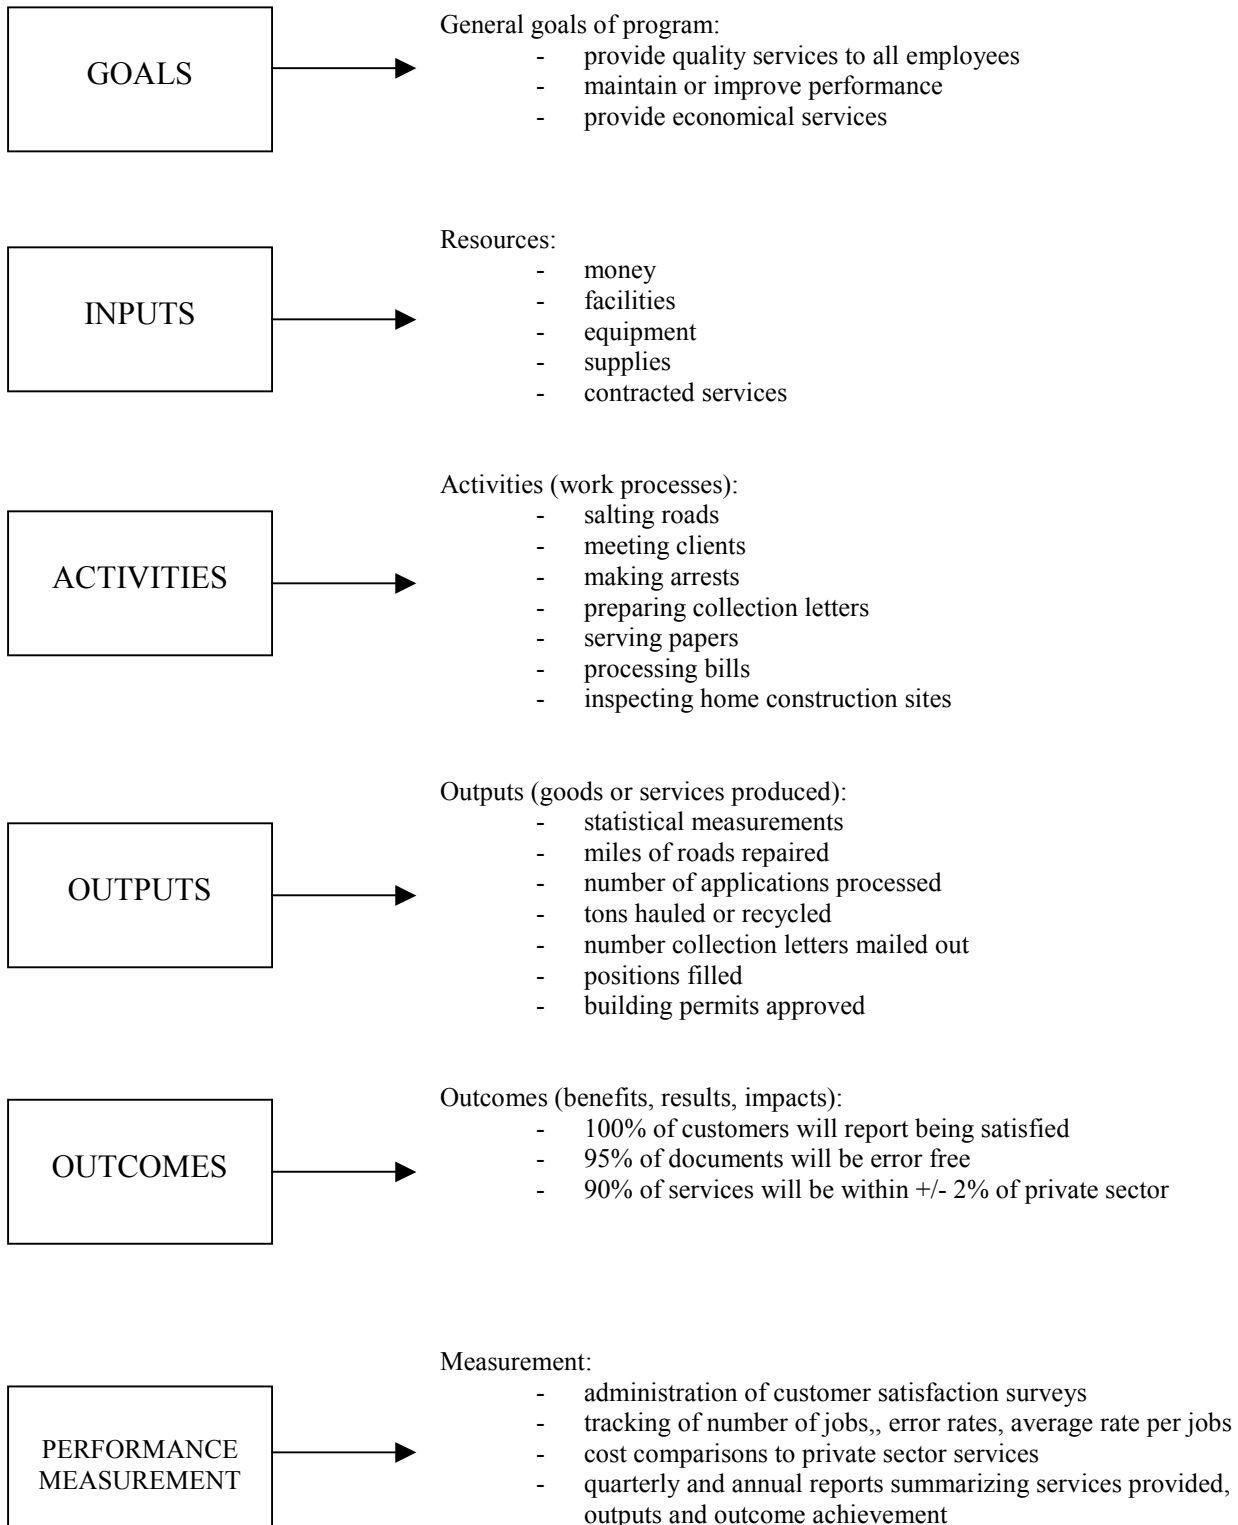 GOALS
General goals of program:
- provide quality services to all employees
- maintain or improve performance
- provide economical services
INPUTS
Resources:
- money
- facilities
- equipment
- supplies
- contracted services
ACTIVITIES
Activities (work processes):
- salting roads
- meeting clients
- making arrests
- preparing collection letters
- serving papers
- processing bills
- inspecting home construction sites
OUTPUTS
Outputs (goods or services produced):
- statistical measurements
- miles of roads repaired
- number of applications processed
- tons hauled or recycled
- number collection letters mailed out
- positions filled
- building permits approved
OUTCOMES
Outcomes (benefits, results, impacts):
- 100% of customers will report being satisfied
- 95% of documents will be error free
- 90% of services will be within +/- 2% of private sector
PERFORMANCE
MEASUREMENT
Measurement:
- administration of customer satisfaction surveys
- tracking of number of jobs,, error rates, average rate per jobs
- cost comparisons to private sector services
- quarterly and annual reports summarizing services provided,
outputs and outcome achievement